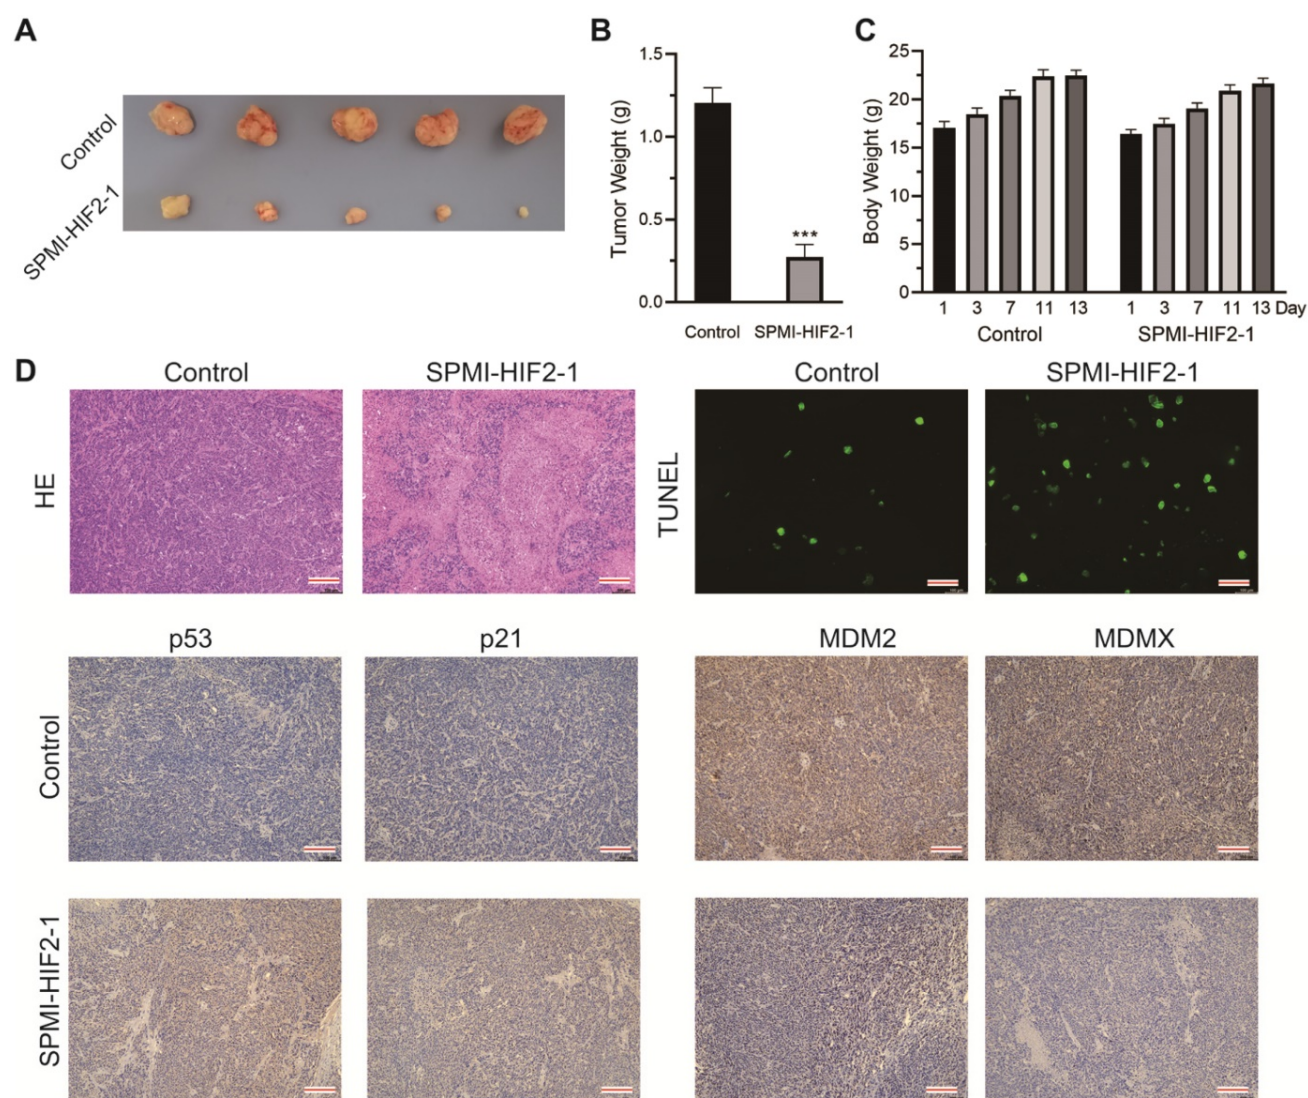 A
Control
SPMI-HIF2-1
B
Tumor Weight (g)
1.5
1.0
0.5
0.0
***
Control SPMI-HIF2-1
C
Body Weight (g)
25
20
15
10
5
0
1 3 7 11 13 1 3 7 11 13 Day
Control SPMI-HIF2-1
D
Control SPMI-HIF2-1 Control SPMI-HIF2-1
HE
TUNEL
p53 p21 MDM2 MDMX
Control
SPMI-HIF2-1